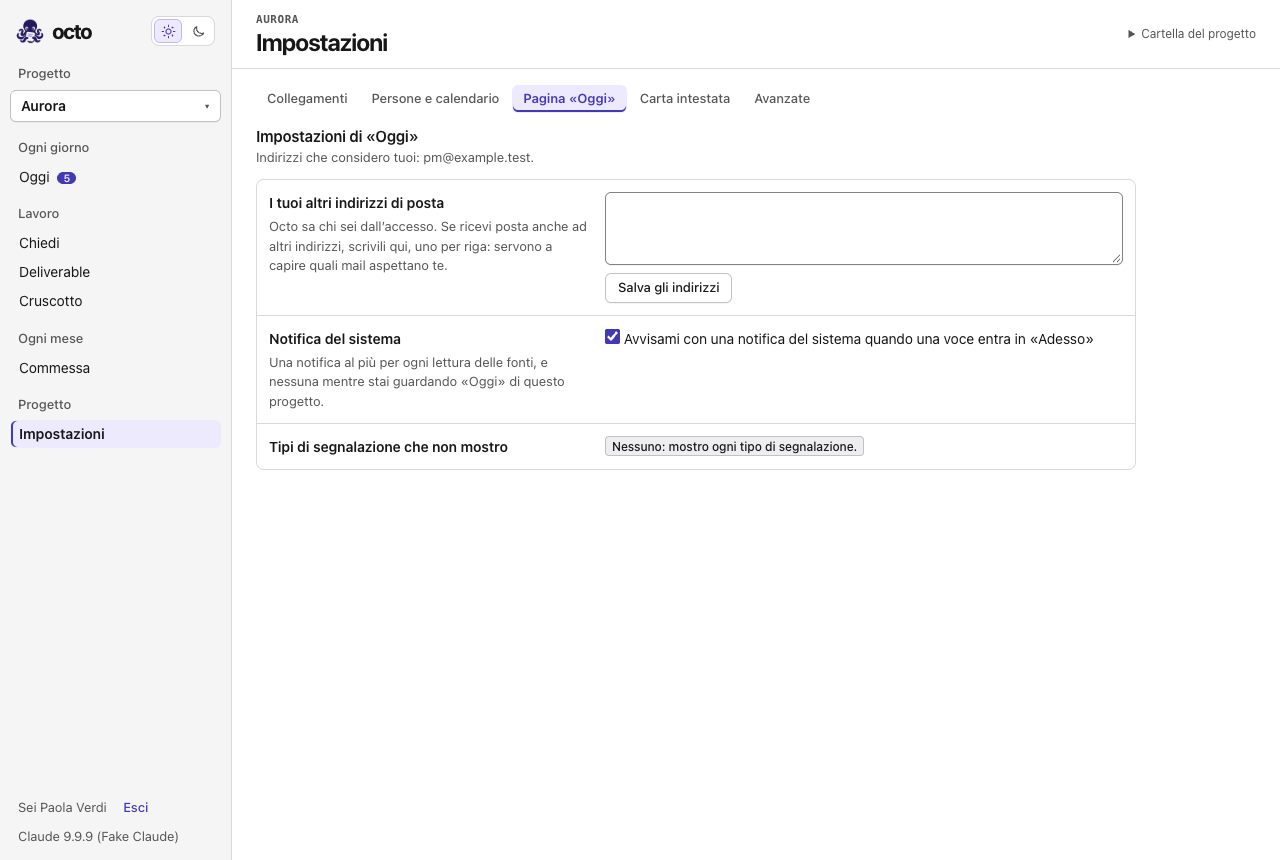 octo
Progetto
Aurora
Ogni giorno
Oggi 5
Lavoro
Chiedi
Deliverable
Cruscotto
Ogni mese
Commessa
Progetto
Impostazioni
Sei Paola Verdi Esci
Claude 9.9.9 (Fake Claude)
AURORA
Impostazioni
Cartella del progetto
Collegamenti Persone e calendario Pagina «Oggi» Carta intestata Avanzate
Impostazioni di «Oggi»
Indirizzi che considero tuoi: pm@example.test.
I tuoi altri indirizzi di posta
Octo sa chi sei dall'accesso. Se ricevi posta anche ad
altri indirizzi, scrivili qui, uno per riga: servono a
capire quali mail aspettano te.
Salva gli indirizzi
Notifica del sistema
Una notifica al più per ogni lettura delle fonti, e
nessuna mentre stai guardando «Oggi» di questo
progetto.
Avvisami con una notifica del sistema quando una voce entra in «Adesso»
Tipi di segnalazione che non mostro
Nessuno: mostro ogni tipo di segnalazione.